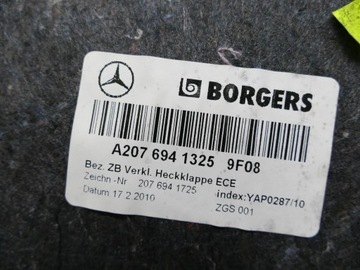 BORGERS
A207 694 1325 9F08
Bez. ZB Verkl. Heckklappe ECE
Zeichn.-Nr. 207 694 1725 Index:YAP0287/10
Datum 17.2.2010 ZGS 001